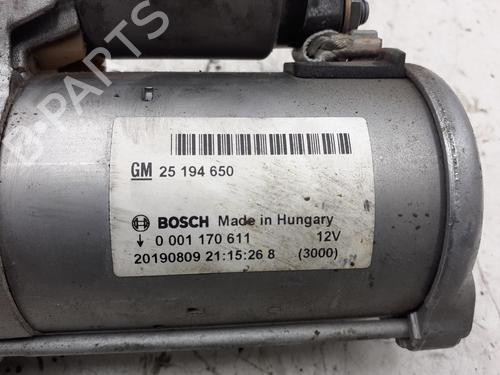 B-PARTS
GM 25 194 650
BOSCH Made in Hungary
0 001 170 611 12V
20190809 21:15:26 8 (3000)